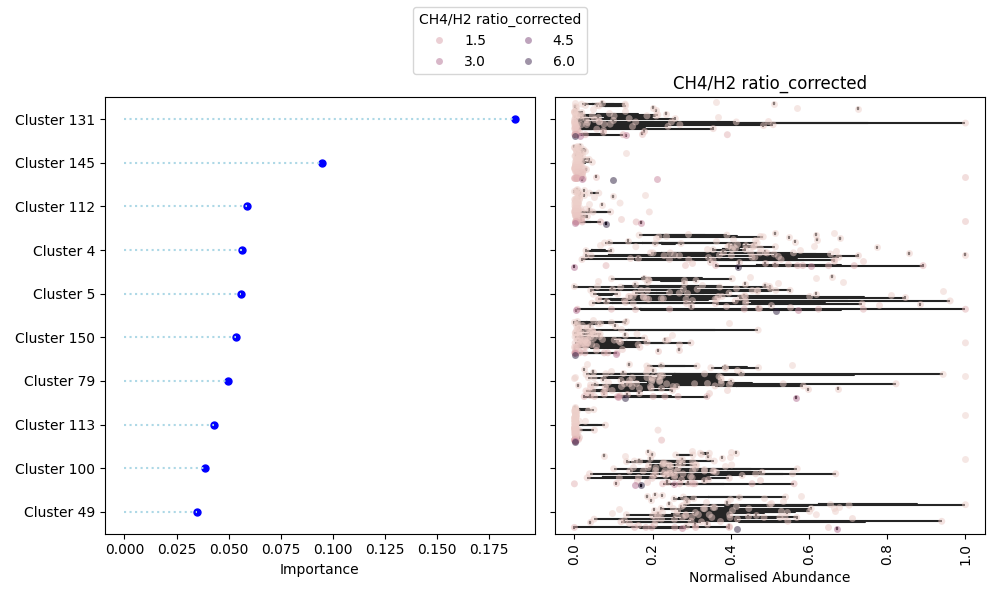 CH4/H2 ratio_corrected
1.5 4.5
3.0 6.0
CH4/H2 ratio_corrected
Cluster 131
Cluster 145
Cluster 112
Cluster 4
Cluster 5
Cluster 150
Cluster 79
Cluster 113
Cluster 100
Cluster 49
0.000 0.025 0.050 0.075 0.100 0.125 0.150 0.175
Importance
0.0 0.2 0.4 0.6 0.8 1.0
Normalised Abundance